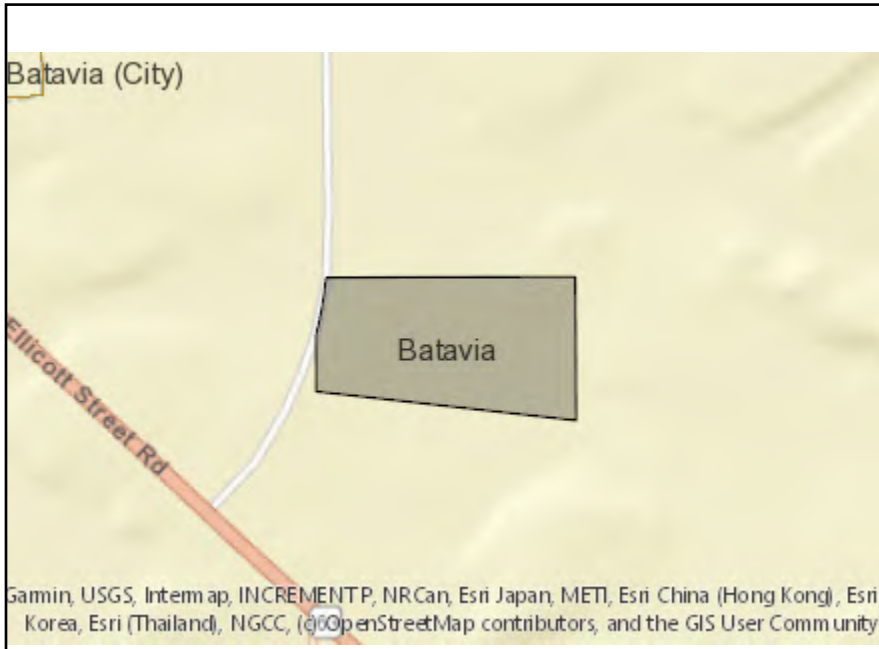 Batavia (City)
Batavia
Ellicott Street Rd
Garmin, USGS, Intermap, INCREMENT P, NRCan, Esri Japan, METI, Esri China (Hong Kong), Esri
Korea, Esri (Thailand), NGCC, (c) OpenStreetMap contributors, and the GIS User Community